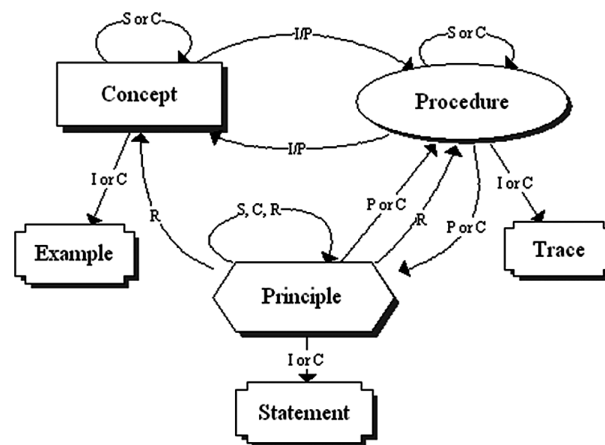 S or C
I/P
S or C
Concept
Procedure
I/P
I or C
R
S, C, R
P or C
R
P or C
I or C
Example
Trace
Principle
I or C
Statement